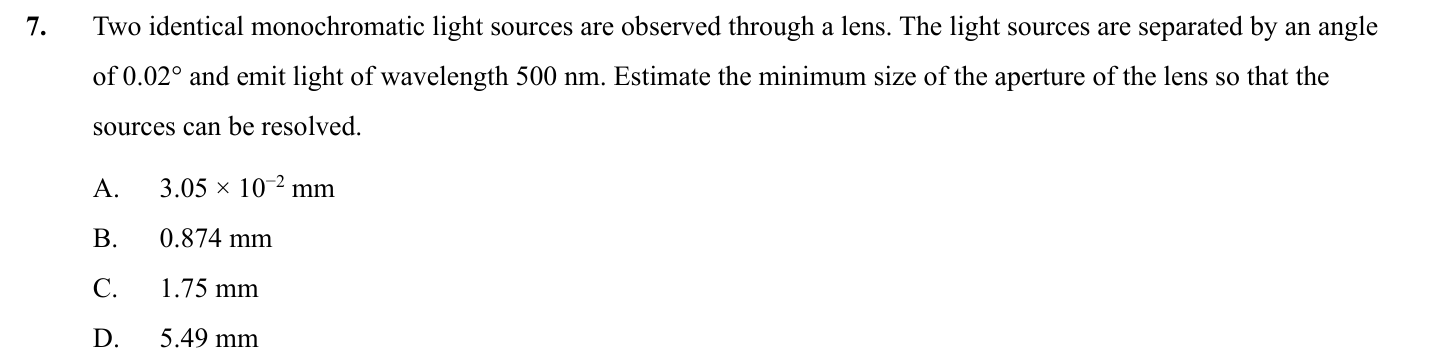 7. Two identical monochromatic light sources are observed through a lens. The light sources are separated by an angle
of 0.02° and emit light of wavelength 500 nm. Estimate the minimum size of the aperture of the lens so that the
sources can be resolved.
A. 3.05 × 10⁻² mm
B. 0.874 mm
C. 1.75 mm
D. 5.49 mm